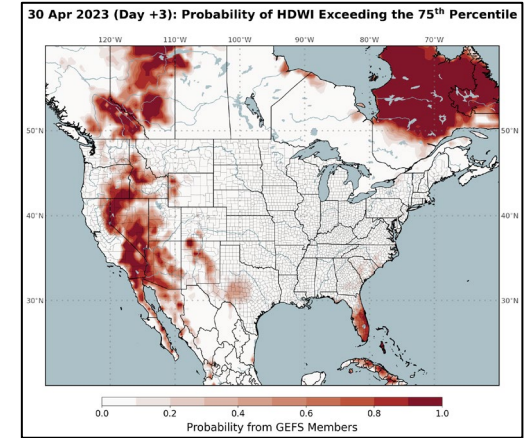 30 Apr 2023 (Day +3): Probability of HDWI Exceeding the 75th Percentile
120°W 110°W 100°W 90°W 80°W 70°W
50°N 50°N
40°N 40°N
30°N 30°N
0.0 0.2 0.4 0.6 0.8 1.0
Probability from GEFS Members